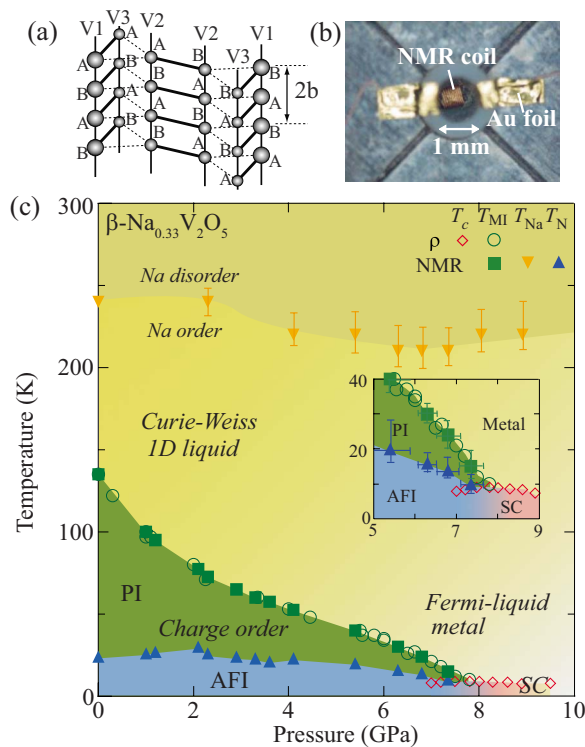 (a)
V1 V3 V2 V2 V3 V1
A
B
A
B
A
B
A
B
A
B
A
B
A
B
A
B
A
B
A
B
A
B
A
2b
(b)
NMR coil
Au foil
1 mm
(c)
β-Na0.33V2O5
Tc TMI TNa TN
ρ
NMR
Na disorder
Na order
Curie-Weiss
1D liquid
PI
Charge order
AFI
Fermi-liquid
metal
SC
40
20
0
5 6 7 8 9
PI
Metal
AFI
SC
300
200
100
0
Temperature (K)
0 2 4 6 8 10
Pressure (GPa)